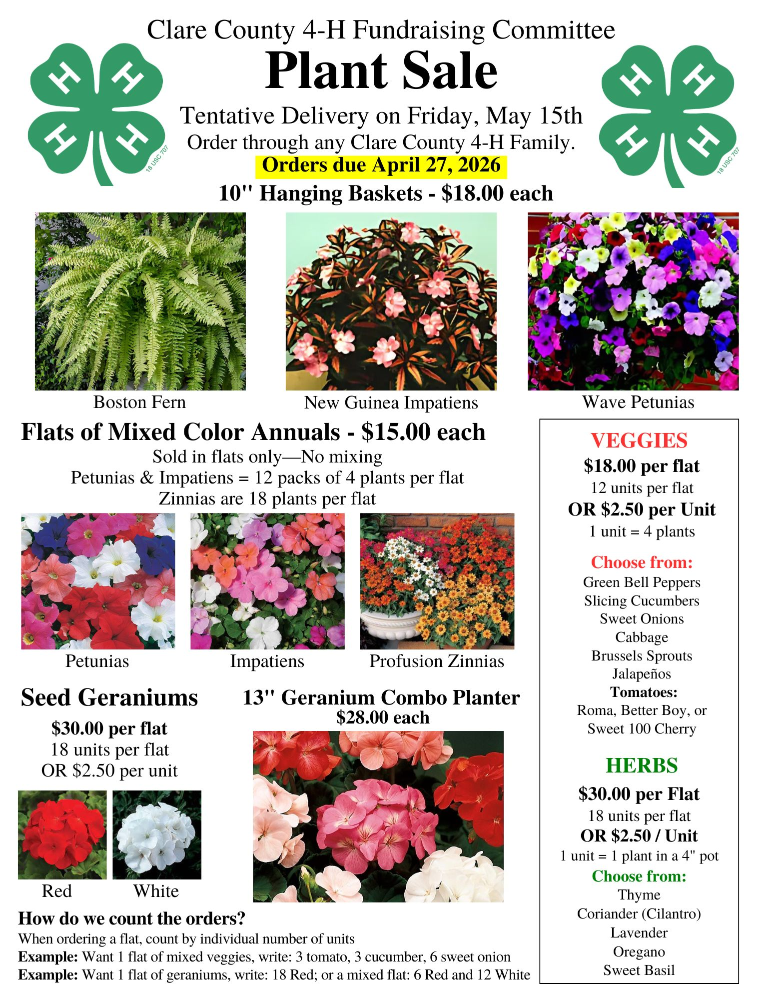 Clare County 4-H Fundraising Committee
Plant Sale
Tentative Delivery on Friday, May 15th
Order through any Clare County 4-H Family.
Orders due April 27, 2026
H H
H H
18 USC 707
H H
H H
18 USC 707
10" Hanging Baskets - $18.00 each
Boston Fern
New Guinea Impatiens
Wave Petunias
Flats of Mixed Color Annuals - $15.00 each
Sold in flats only—No mixing
Petunias & Impatiens = 12 packs of 4 plants per flat
Zinnias are 18 plants per flat
Petunias
Impatiens
Profusion Zinnias
Seed Geraniums
$30.00 per flat
18 units per flat
OR $2.50 per unit
Red
White
13" Geranium Combo Planter
$28.00 each
How do we count the orders?
When ordering a flat, count by individual number of units
Example: Want 1 flat of mixed veggies, write: 3 tomato, 3 cucumber, 6 sweet onion
Example: Want 1 flat of geraniums, write: 18 Red; or a mixed flat: 6 Red and 12 White
VEGGIES
$18.00 per flat
12 units per flat
OR $2.50 per Unit
1 unit = 4 plants
Choose from:
Green Bell Peppers
Slicing Cucumbers
Sweet Onions
Cabbage
Brussels Sprouts
Jalapeños
Tomatoes:
Roma, Better Boy, or
Sweet 100 Cherry
HERBS
$30.00 per Flat
18 units per flat
OR $2.50 / Unit
1 unit = 1 plant in a 4" pot
Choose from:
Thyme
Coriander (Cilantro)
Lavender
Oregano
Sweet Basil